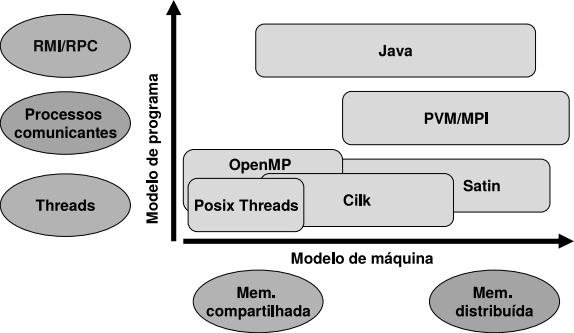 RMI/RPC
Processos
comunicantes
Threads
Modelo de programa
Java
PVM/MPI
OpenMP
Satin
Cilk
Posix Threads
Modelo de máquina
Mem.
compartilhada
Mem.
distribuída